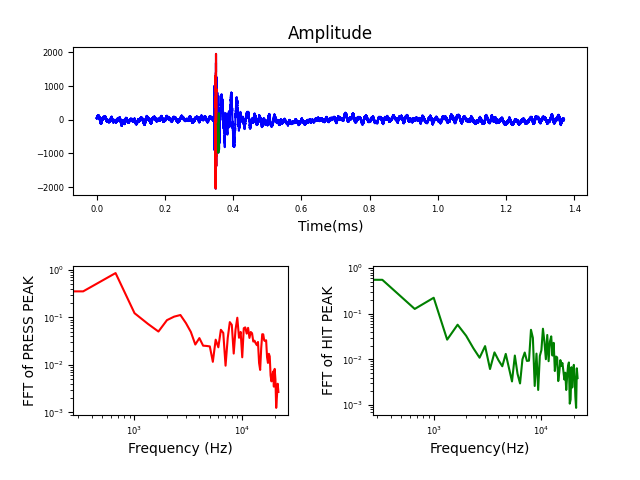 Amplitude
2000
1000
0
−1000
−2000
0.0 0.2 0.4 0.6 0.8 1.0 1.2 1.4
Time(ms)
FFT of PRESS PEAK
10⁰
10⁻¹
10⁻²
10⁻³
10³ 10⁴
Frequency (Hz)
FFT of HIT PEAK
10⁰
10⁻¹
10⁻²
10⁻³
10³ 10⁴
Frequency(Hz)